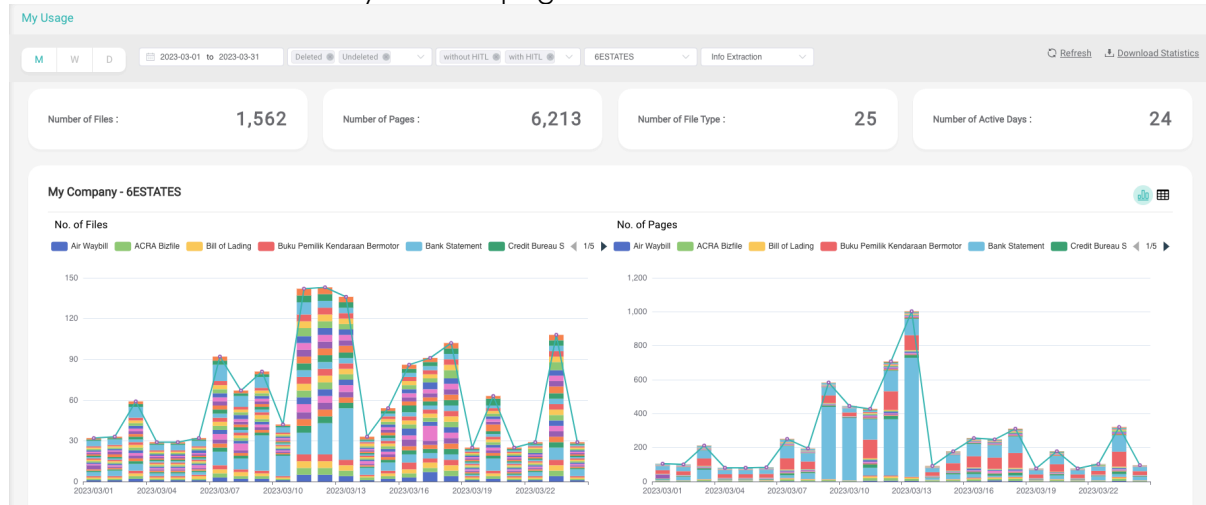 My Usage
M W D 2023-03-01 to 2023-03-31 Deleted Undeleted without HITL with HITL 6ESTATES Info Extraction Refresh Download Statistics
Number of Files : 1,562 Number of Pages : 6,213 Number of File Type : 25 Number of Active Days : 24
My Company - 6ESTATES
No. of Files
Air Waybill ACRA Bizfile Bill of Lading Buku Pemilik Kendaraan Bermotor Bank Statement Credit Bureau S 1/5
150
120
90
60
30
0
2023/03/01 2023/03/04 2023/03/07 2023/03/10 2023/03/13 2023/03/16 2023/03/19 2023/03/22
No. of Pages
Air Waybill ACRA Bizfile Bill of Lading Buku Pemilik Kendaraan Bermotor Bank Statement Credit Bureau S 1/5
1,200
1,000
800
600
400
200
0
2023/03/01 2023/03/04 2023/03/07 2023/03/10 2023/03/13 2023/03/16 2023/03/19 2023/03/22